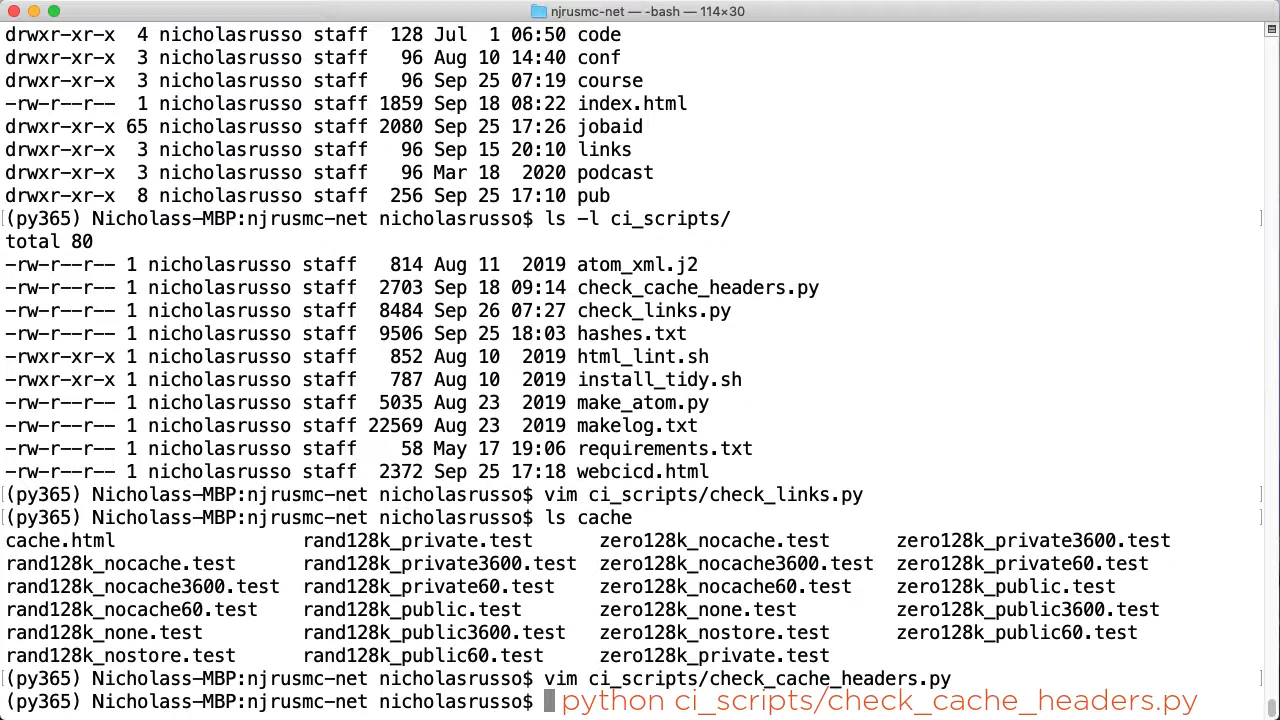 njrusmc-net — -bash — 114×30
drwxr-xr-x  4 nicholasrusso staff   128 Jul  1 06:50 code
drwxr-xr-x  3 nicholasrusso staff    96 Aug 10 14:40 conf
drwxr-xr-x  3 nicholasrusso staff    96 Sep 25 07:19 course
-rw-r--r--  1 nicholasrusso staff  1859 Sep 18 08:22 index.html
drwxr-xr-x 65 nicholasrusso staff  2080 Sep 25 17:26 jobaid
drwxr-xr-x  3 nicholasrusso staff    96 Sep 15 20:10 links
drwxr-xr-x  3 nicholasrusso staff    96 Mar 18  2020 podcast
drwxr-xr-x  8 nicholasrusso staff   256 Sep 25 17:10 pub
[(py365) Nicholass-MBP:njrusmc-net nicholasrusso$ ls -l ci_scripts/ ]
total 80
-rw-r--r-- 1 nicholasrusso staff   814 Aug 11  2019 atom_xml.j2
-rw-r--r-- 1 nicholasrusso staff  2703 Sep 18 09:14 check_cache_headers.py
-rw-r--r-- 1 nicholasrusso staff  8484 Sep 26 07:27 check_links.py
-rw-r--r-- 1 nicholasrusso staff  9506 Sep 25 18:03 hashes.txt
-rwxr-xr-x 1 nicholasrusso staff   852 Aug 10  2019 html_lint.sh
-rwxr-xr-x 1 nicholasrusso staff   787 Aug 10  2019 install_tidy.sh
-rw-r--r-- 1 nicholasrusso staff  5035 Aug 23  2019 make_atom.py
-rw-r--r-- 1 nicholasrusso staff 22569 Aug 23  2019 makelog.txt
-rw-r--r-- 1 nicholasrusso staff    58 May 17 19:06 requirements.txt
-rw-r--r-- 1 nicholasrusso staff  2372 Sep 25 17:18 webcicd.html
[(py365) Nicholass-MBP:njrusmc-net nicholasrusso$ vim ci_scripts/check_links.py ]
[(py365) Nicholass-MBP:njrusmc-net nicholasrusso$ ls cache ]
cache.html                 rand128k_private.test      zero128k_nocache.test      zero128k_private3600.test
rand128k_nocache.test      rand128k_private3600.test  zero128k_nocache3600.test  zero128k_private60.test
rand128k_nocache3600.test  rand128k_private60.test    zero128k_nocache60.test    zero128k_public.test
rand128k_nocache60.test    rand128k_public.test       zero128k_none.test         zero128k_public3600.test
rand128k_none.test         rand128k_public3600.test   zero128k_nostore.test      zero128k_public60.test
rand128k_nostore.test      rand128k_public60.test     zero128k_private.test
[(py365) Nicholass-MBP:njrusmc-net nicholasrusso$ vim ci_scripts/check_cache_headers.py ]
(py365) Nicholass-MBP:njrusmc-net nicholasrusso$ python ci_scripts/check_cache_headers.py